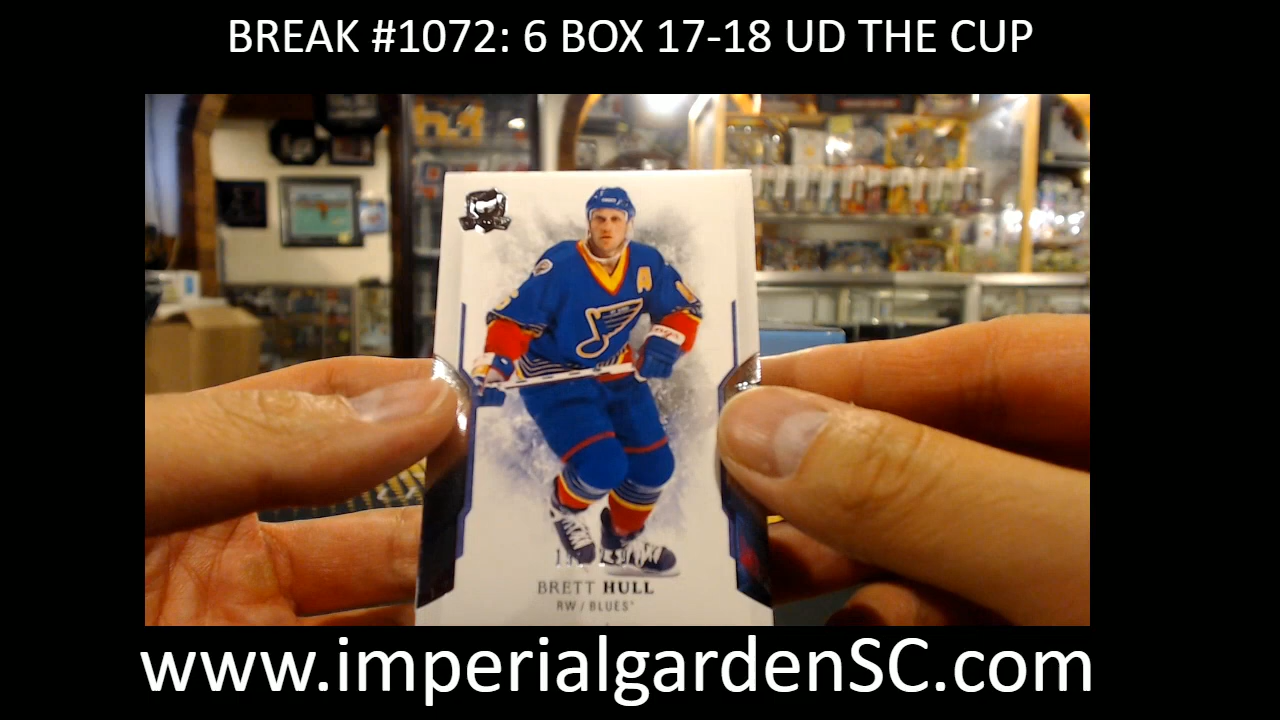 BREAK #1072: 6 BOX 17-18 UD THE CUP
A
BRETT HULL
RW / BLUES
www.imperialgardenSC.com